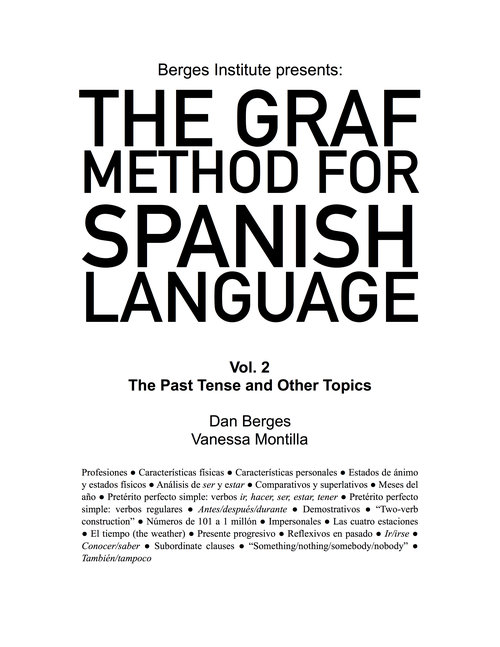 Berges Institute presents:
THE GRAF
METHOD FOR
SPANISH
LANGUAGE
Vol. 2
The Past Tense and Other Topics
Dan Berges
Vanessa Montilla
Profesiones ● Características físicas ● Características personales ● Estados de ánimo
y estados físicos ● Análisis de ser y estar ● Comparativos y superlativos ● Meses del
año ● Pretérito perfecto simple: verbos ir, hacer, ser, estar, tener ● Pretérito perfecto
simple: verbos regulares ● Antes/después/durante ● Demostrativos ● “Two-verb
construction” ● Números de 101 a 1 millón ● Impersonales ● Las cuatro estaciones
● El tiempo (the weather) ● Presente progresivo ● Reflexivos en pasado ● Ir/irse ●
Conocer/saber ● Subordinate clauses ● “Something/nothing/somebody/nobody” ●
También/tampoco